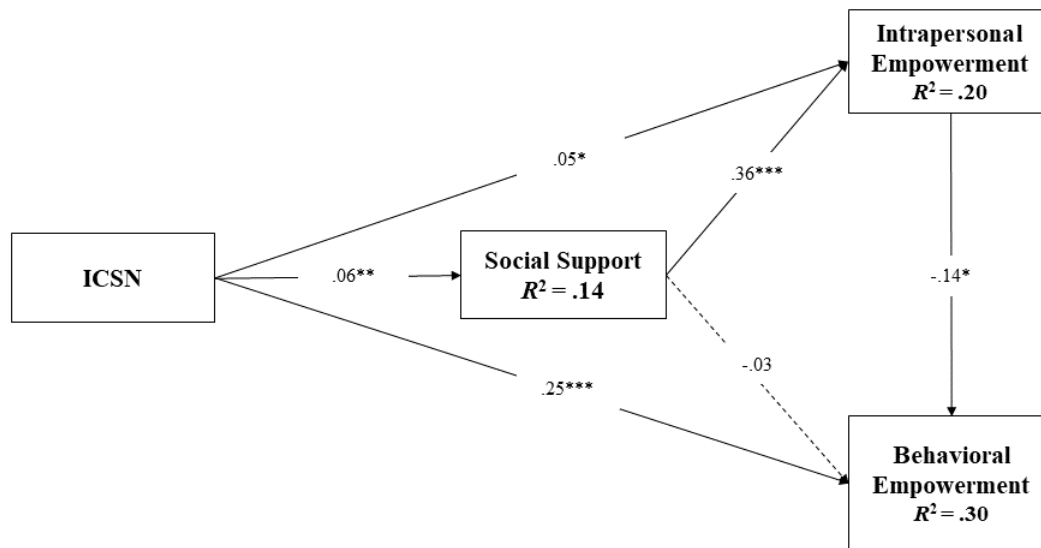 Intrapersonal
Empowerment
R² = .20
.05*
.36***
ICSN
.06**
Social Support
R² = .14
-.14*
-.03
.25***
Behavioral
Empowerment
R² = .30